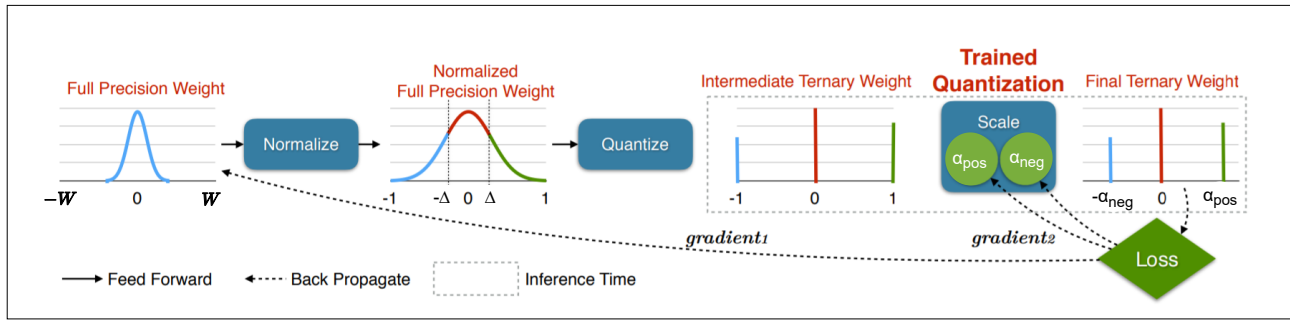 Full Precision Weight
Normalized
Full Precision Weight
Intermediate Ternary Weight
Trained
Quantization
Final Ternary Weight
Normalize
Quantize
Scale
αpos
αneg
-W
0
W
-1
-Δ
0
Δ
1
-1
0
1
-αneg
0
αpos
gradient1
gradient2
Loss
Feed Forward
Back Propagate
Inference Time